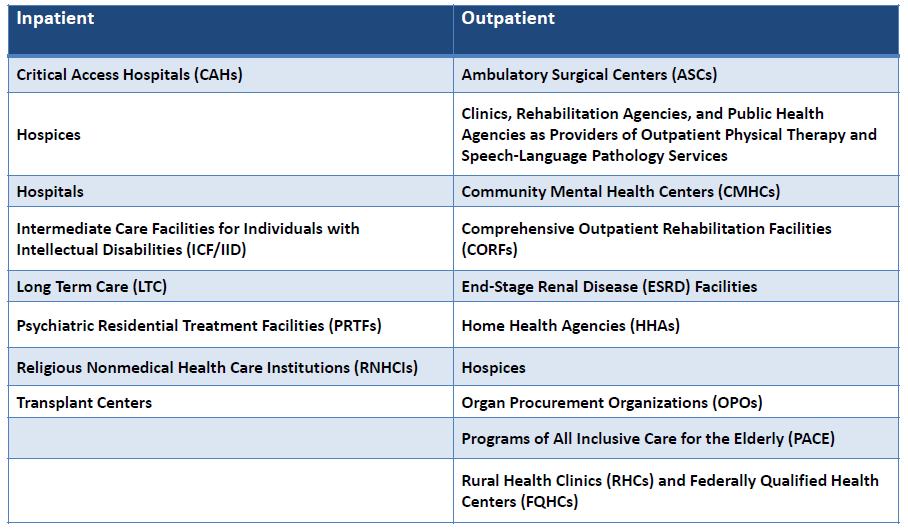 Inpatient
Outpatient
Critical Access Hospitals (CAHs)
Ambulatory Surgical Centers (ASCs)
Hospices
Clinics, Rehabilitation Agencies, and Public Health
Agencies as Providers of Outpatient Physical Therapy and
Speech-Language Pathology Services
Hospitals
Community Mental Health Centers (CMHCs)
Intermediate Care Facilities for Individuals with
Intellectual Disabilities (ICF/IID)
Comprehensive Outpatient Rehabilitation Facilities
(CORFs)
Long Term Care (LTC)
End-Stage Renal Disease (ESRD) Facilities
Psychiatric Residential Treatment Facilities (PRTFs)
Home Health Agencies (HHAs)
Religious Nonmedical Health Care Institutions (RNHCIs)
Hospices
Transplant Centers
Organ Procurement Organizations (OPOs)
Programs of All Inclusive Care for the Elderly (PACE)
Rural Health Clinics (RHCs) and Federally Qualified Health
Centers (FQHCs)